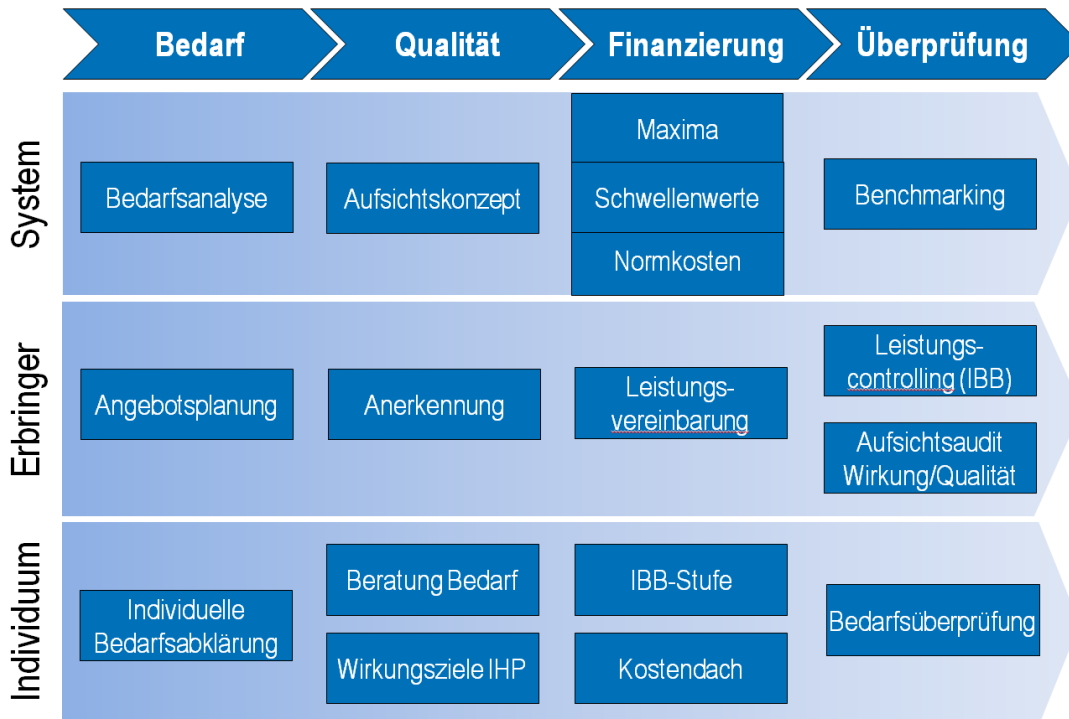 Bedarf
Qualität
Finanzierung
Überprüfung
System
Bedarfsanalyse
Aufsichtskonzept
Maxima
Schwellenwerte
Normkosten
Benchmarking
Erbringer
Angebotsplanung
Anerkennung
Leistungs-
vereinbarung
Leistungs-
controlling (IBB)
Aufsichtsaudit
Wirkung/Qualität
Individuum
Individuelle
Bedarfsabklärung
Beratung Bedarf
Wirkungsziele IHP
IBB-Stufe
Kostendach
Bedarfsüberprüfung